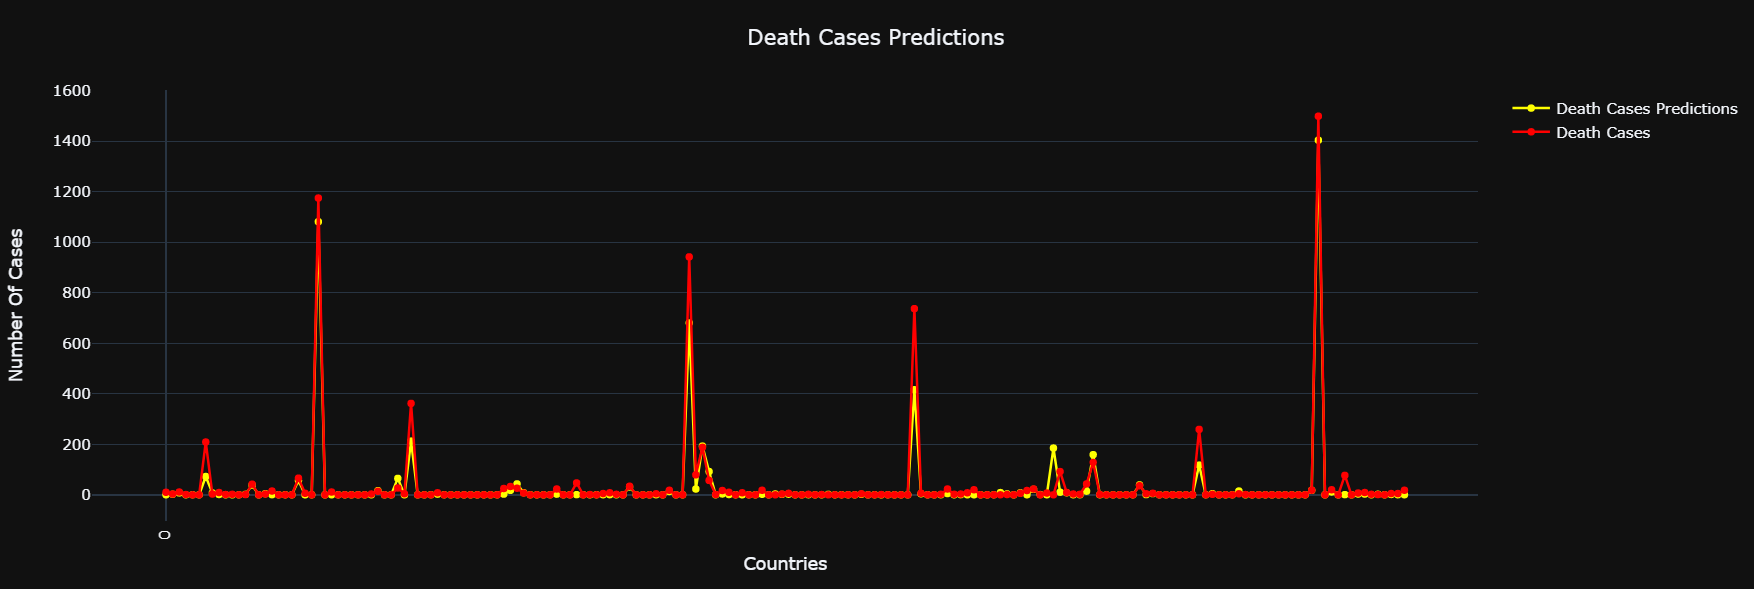 Death Cases Predictions
1600
1400
1200
1000
800
600
400
200
0
Number Of Cases
0
Countries
Death Cases Predictions
Death Cases